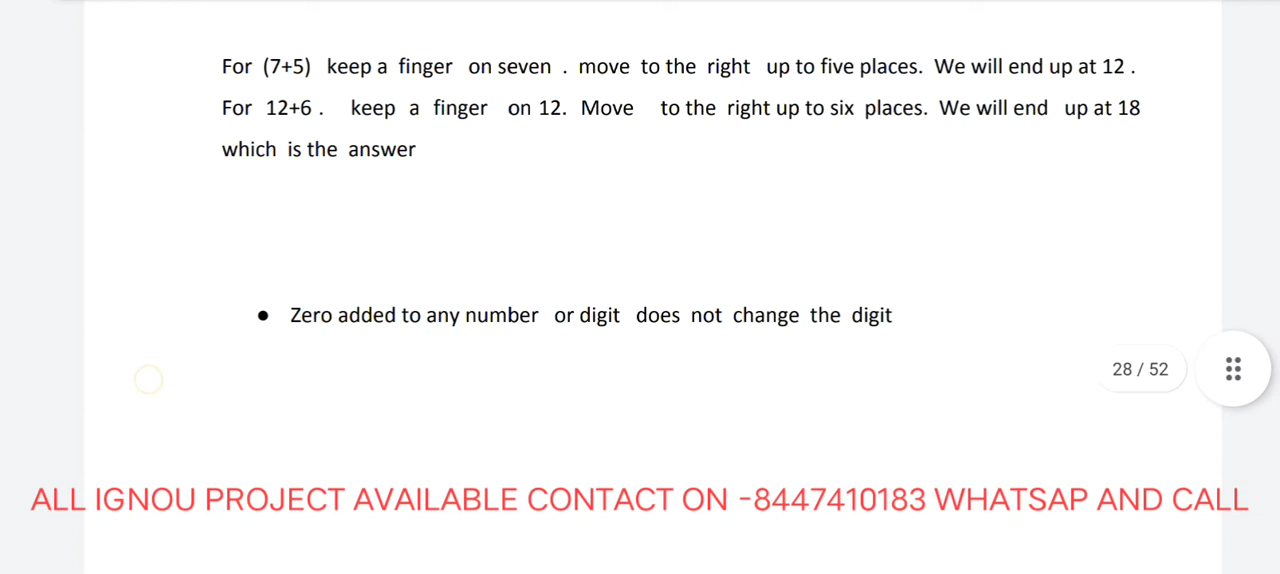 For (7+5) keep a finger on seven . move to the right up to five places. We will end up at 12 .
For 12+6 . keep a finger on 12. Move to the right up to six places. We will end up at 18
which is the answer
● Zero added to any number or digit does not change the digit
28 / 52
ALL IGNOU PROJECT AVAILABLE CONTACT ON -8447410183 WHATSAP AND CALL